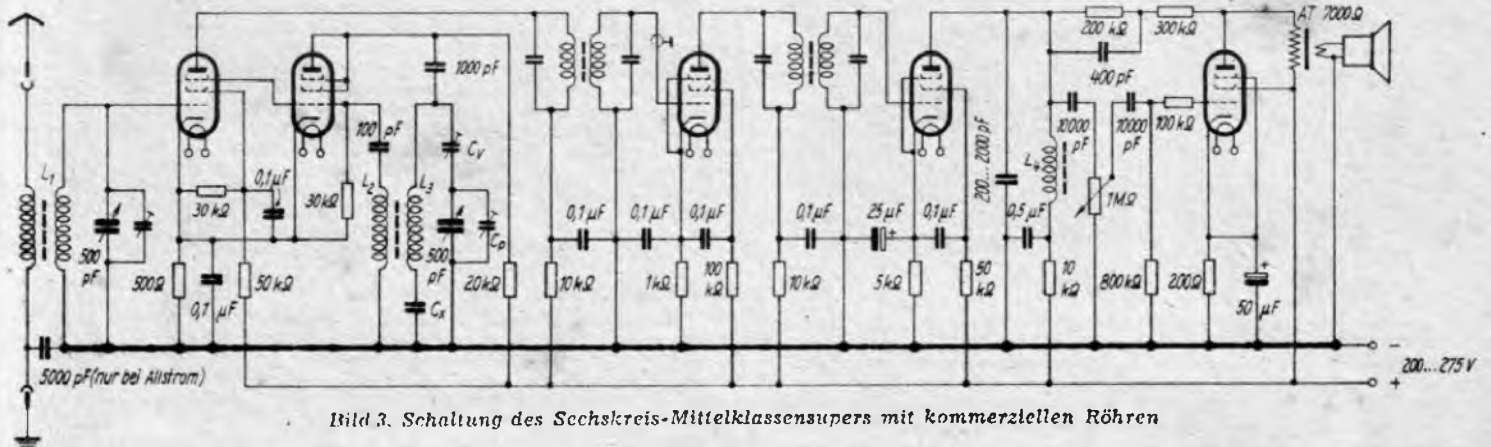 AT 7000Ω
200 kΩ
300 kΩ
1000 pF
400 pF
100 pF
10000 pF
10000 pF
100 kΩ
L1
500 pF
30 kΩ
0,1 µF
30 kΩ
L2
L3
CV
Cp
500 pF
Cx
500Ω
0,1 µF
50 kΩ
20 kΩ
0,1 µF
0,1 µF
0,1 µF
10 kΩ
1 kΩ
100 kΩ
0,1 µF
25 µF
+
0,1 µF
10 kΩ
5 kΩ
50 kΩ
200...2000 pF
L4
0,5 µF
1MΩ
10 kΩ
800 kΩ
200Ω
+
50 µF
5000 pF (nur bei Allstrom)
-
200...275 V
+
Bild 3. Schaltung des Sechskreis-Mittelklassensupers mit kommerziellen Röhren